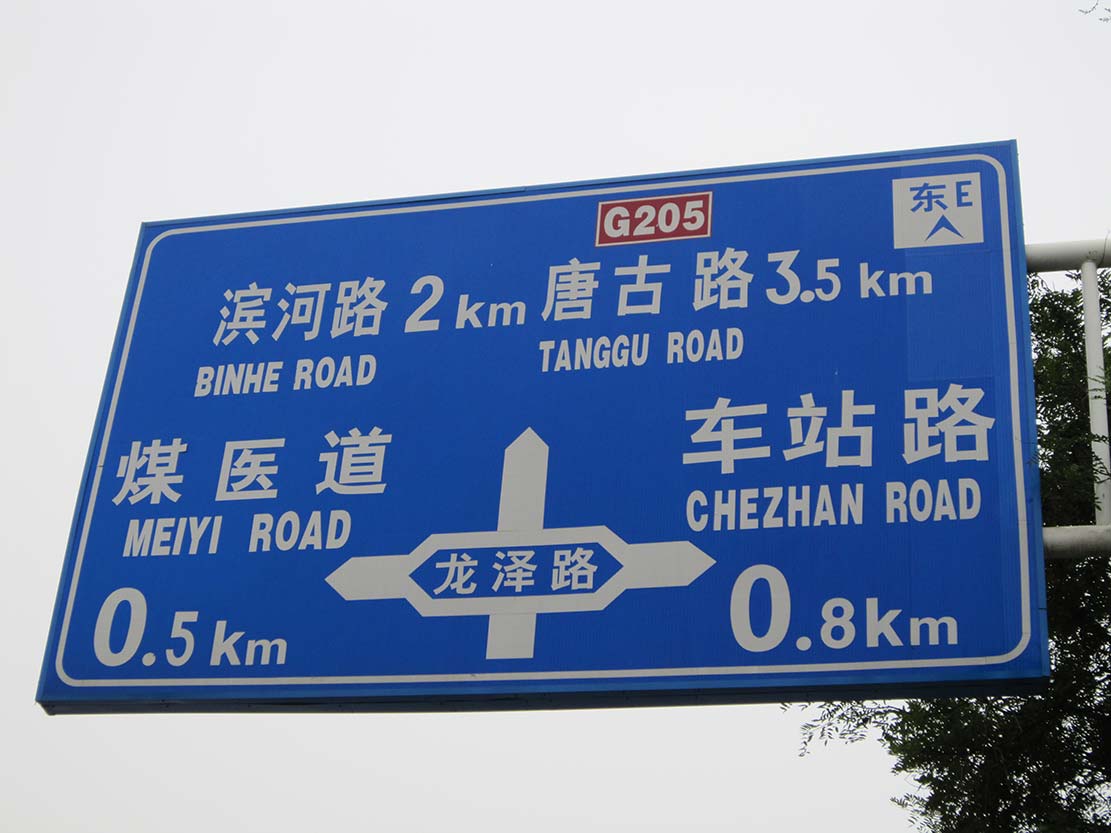 东 E
G205
滨河路 2 km 唐古路 3.5 km
BINHE ROAD TANGGU ROAD
煤医道 车站路
MEIYI ROAD CHEZHAN ROAD
龙泽路
0.5 km 0.8 km